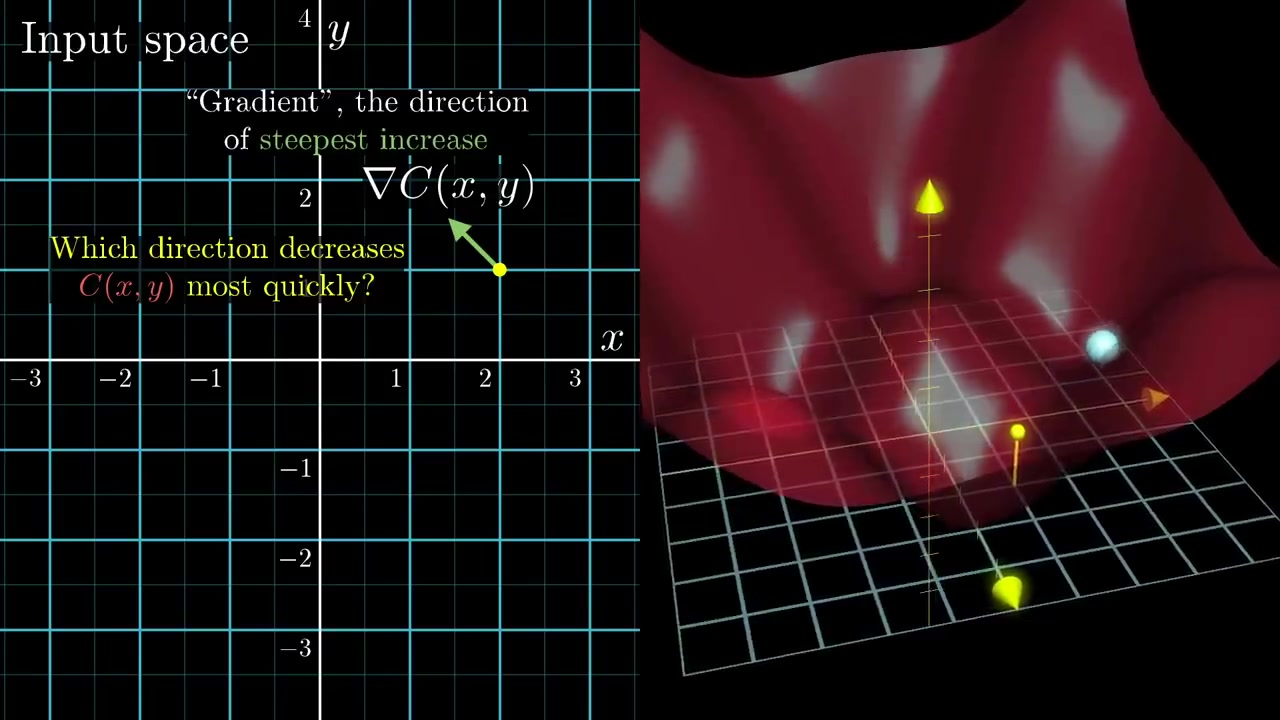 Input space
4
y
“Gradient”, the direction
of steepest increase
∇C(x, y)
2
Which direction decreases
C(x, y) most quickly?
x
−3 −2 −1 1 2 3
−1
−2
−3